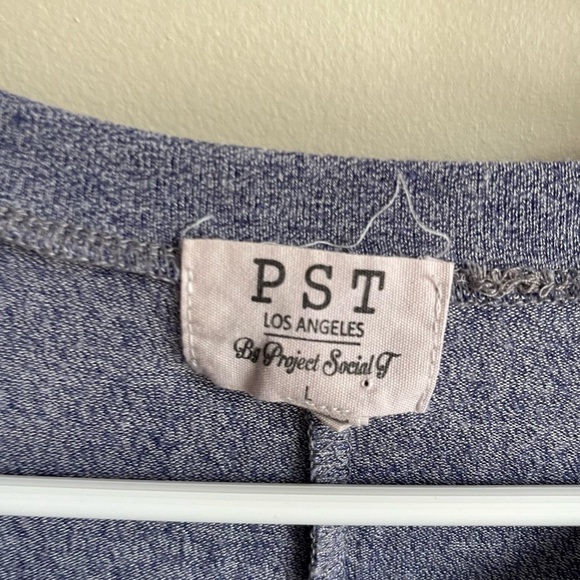 PST
LOS ANGELES
By Project Social T
L